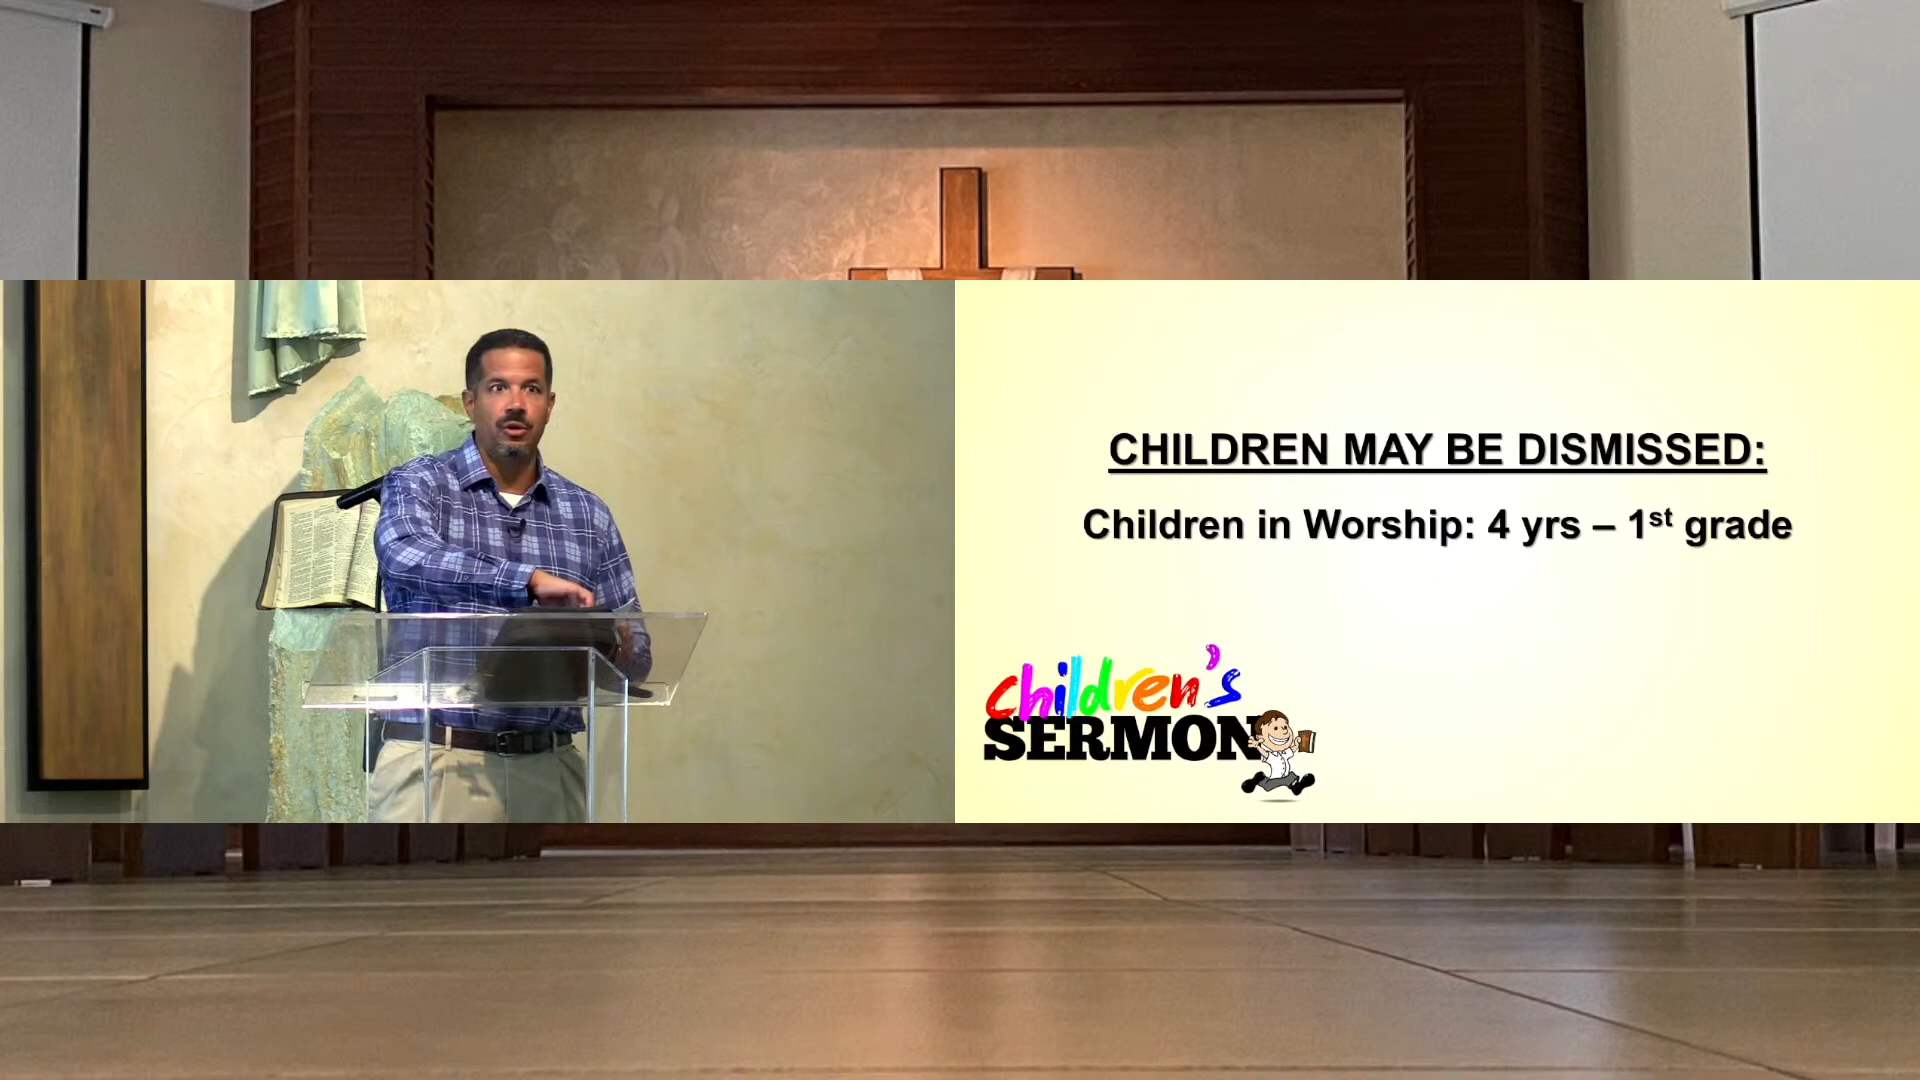 CHILDREN MAY BE DISMISSED:
Children in Worship: 4 yrs – 1st grade
children's
SERMON